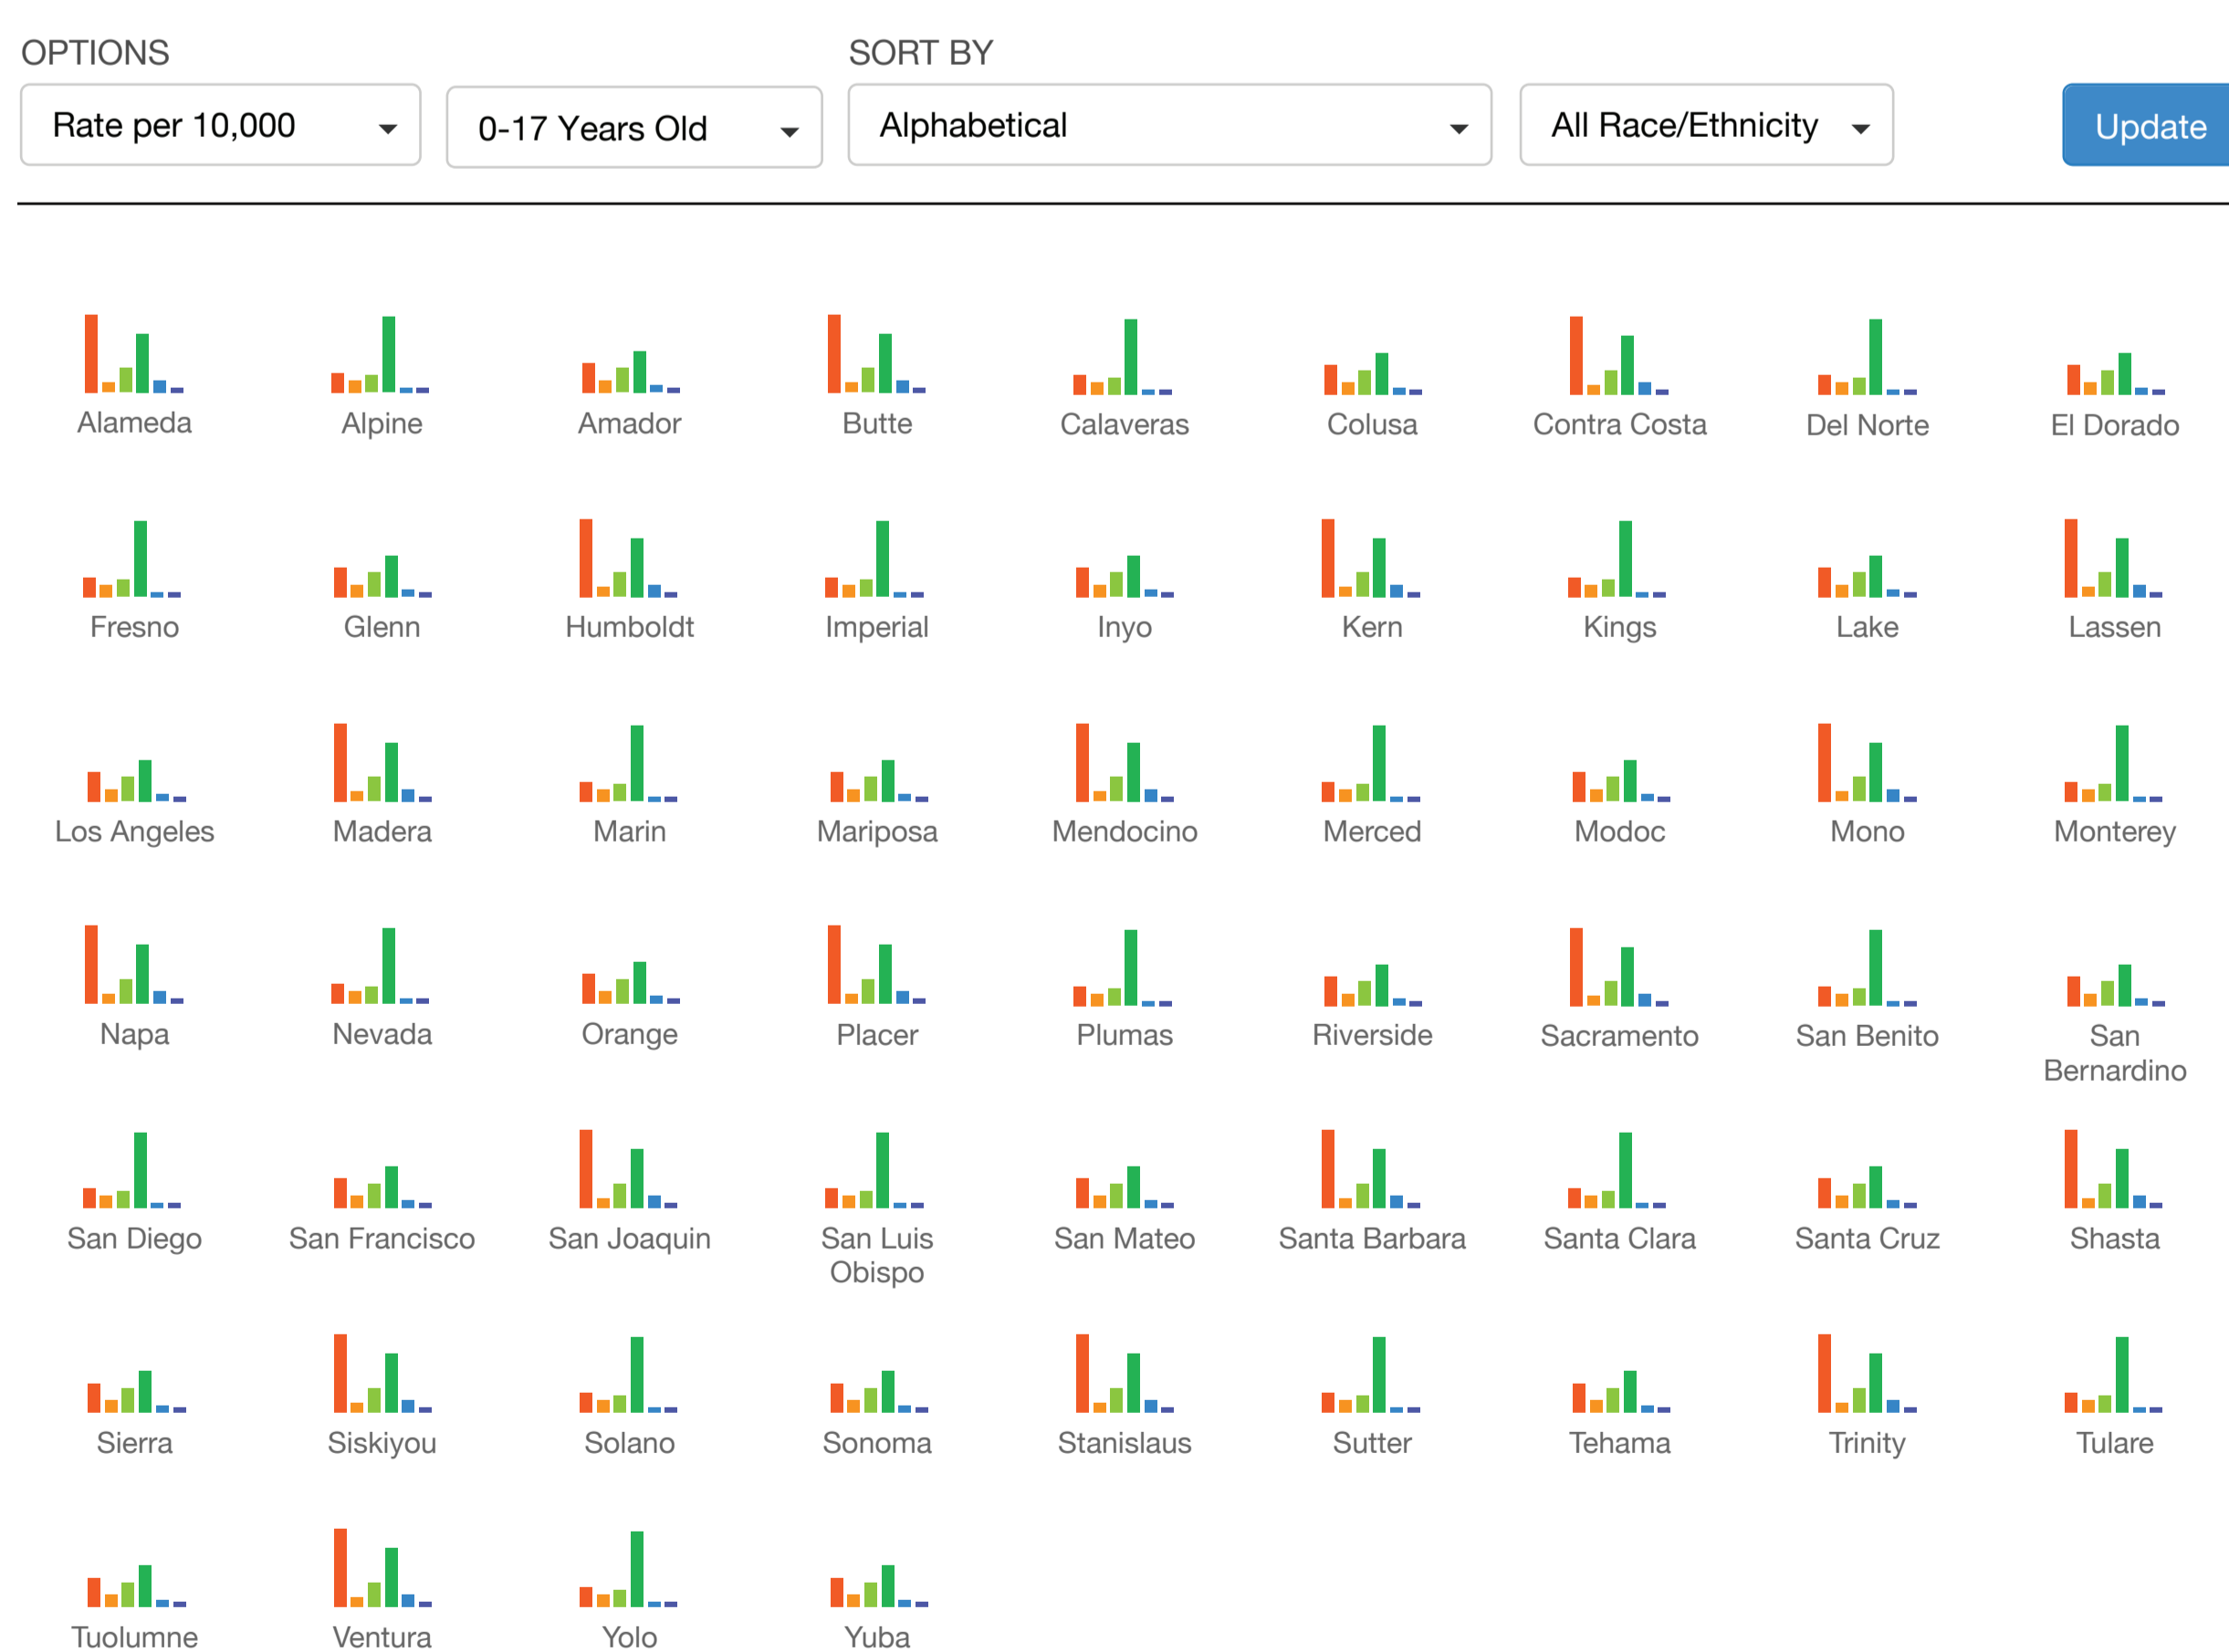 OPTIONS
SORT BY
Rate per 10,000
0-17 Years Old
Alphabetical
All Race/Ethnicity
Update
Alameda
Alpine
Amador
Butte
Calaveras
Colusa
Contra Costa
Del Norte
El Dorado
Fresno
Glenn
Humboldt
Imperial
Inyo
Kern
Kings
Lake
Lassen
Los Angeles
Madera
Marin
Mariposa
Mendocino
Merced
Modoc
Mono
Monterey
Napa
Nevada
Orange
Placer
Plumas
Riverside
Sacramento
San Benito
San
Bernardino
San Diego
San Francisco
San Joaquin
San Luis
Obispo
San Mateo
Santa Barbara
Santa Clara
Santa Cruz
Shasta
Sierra
Siskiyou
Solano
Sonoma
Stanislaus
Sutter
Tehama
Trinity
Tulare
Tuolumne
Ventura
Yolo
Yuba